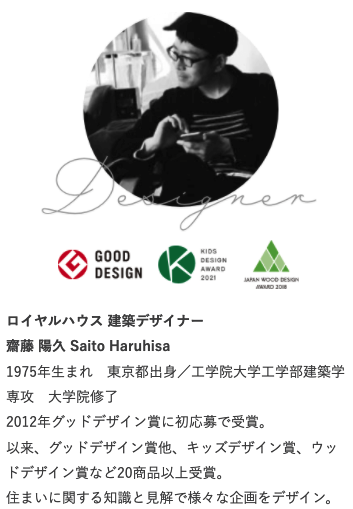 Designer
GOOD
DESIGN
KIDS
DESIGN
AWARD
2021
JAPAN WOOD DESIGN
AWARD 2018
ロイヤルハウス 建築デザイナー
齋藤 陽久 Saito Haruhisa
1975年生まれ　東京都出身／工学院大学工学部建築学
専攻　大学院修了
2012年グッドデザイン賞に初応募で受賞。
以来、グッドデザイン賞他、キッズデザイン賞、ウッ
ドデザイン賞など20商品以上受賞。
住まいに関する知識と見解で様々な企画をデザイン。